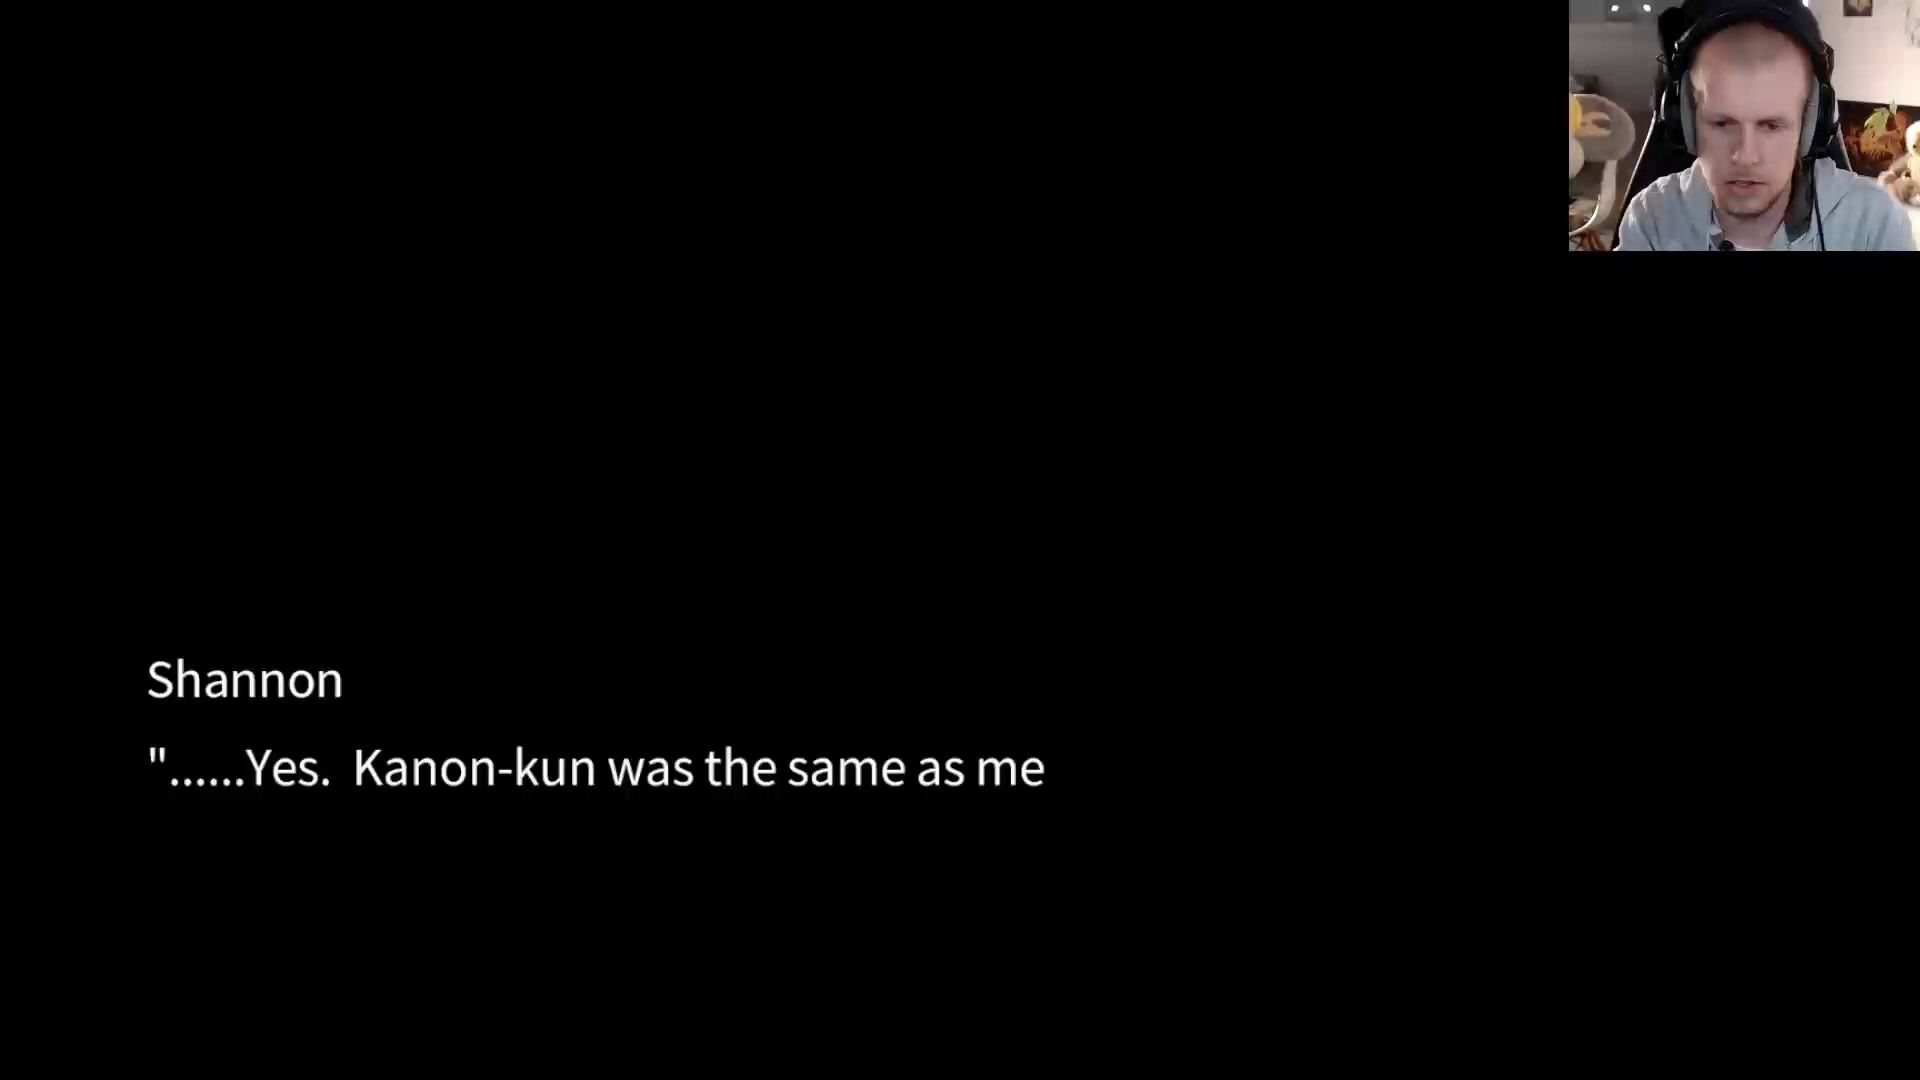 Shannon
"......Yes.  Kanon-kun was the same as me